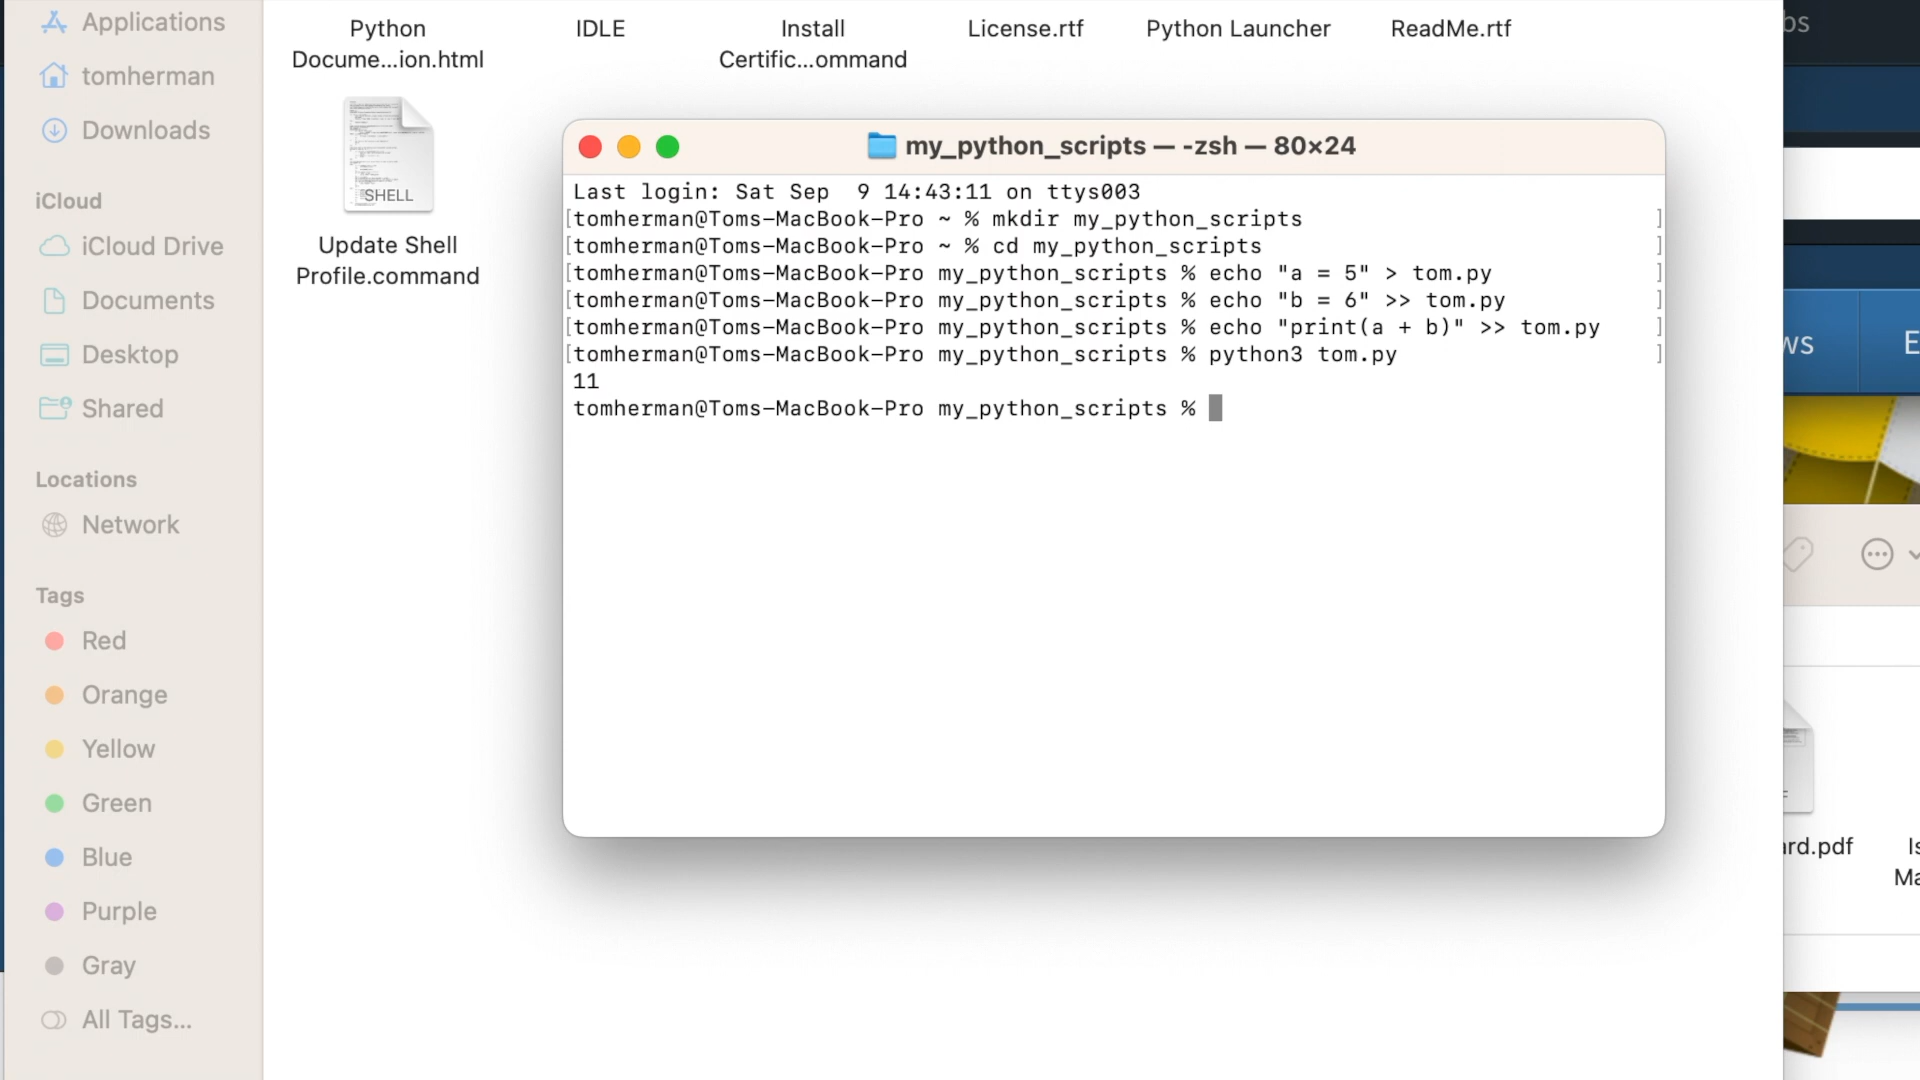 Applications
tomherman
Downloads
iCloud
iCloud Drive
Documents
Desktop
Shared
Locations
Network
Tags
Red
Orange
Yellow
Green
Blue
Purple
Gray
All Tags...
Python
Docume...ion.html
IDLE
Install
Certific...ommand
License.rtf
Python Launcher
ReadMe.rtf
SHELL
Update Shell
Profile.command
my_python_scripts — -zsh — 80×24
Last login: Sat Sep  9 14:43:11 on ttys003
[tomherman@Toms-MacBook-Pro ~ % mkdir my_python_scripts ]
[tomherman@Toms-MacBook-Pro ~ % cd my_python_scripts ]
[tomherman@Toms-MacBook-Pro my_python_scripts % echo "a = 5" > tom.py ]
[tomherman@Toms-MacBook-Pro my_python_scripts % echo "b = 6" >> tom.py ]
[tomherman@Toms-MacBook-Pro my_python_scripts % echo "print(a + b)" >> tom.py ]
[tomherman@Toms-MacBook-Pro my_python_scripts % python3 tom.py ]
11
tomherman@Toms-MacBook-Pro my_python_scripts %